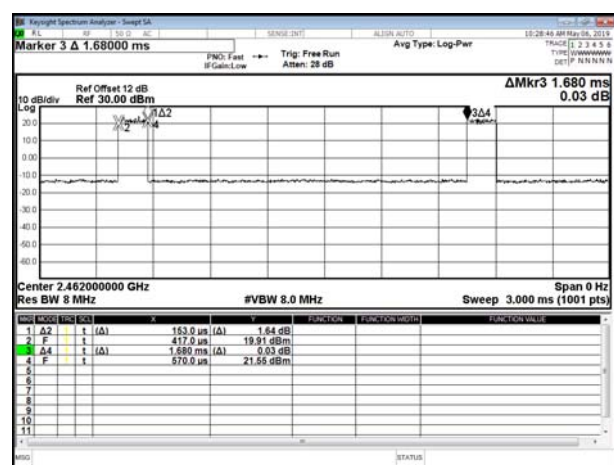 Keysight Spectrum Analyzer - Swept SA
RL RF 50 Ω AC SENSE:INT ALIGN AUTO 10:28:46 AM May 06, 2019
Marker 3 Δ 1.68000 ms
PNO: Fast
IFGain:Low
Trig: Free Run
Atten: 28 dB
Avg Type: Log-Pwr
TRACE 1 2 3 4 5 6
TYPE WWWWWWW
DET P N N N N N
ΔMkr3 1.680 ms
0.03 dB
Ref Offset 12 dB
10 dB/div Ref 30.00 dBm
Log
1Δ2
3Δ4
2
4
20.0
10.0
0.00
-10.0
-20.0
-30.0
-40.0
-50.0
-60.0
Center 2.462000000 GHz Span 0 Hz
Res BW 8 MHz #VBW 8.0 MHz Sweep 3.000 ms (1001 pts)
MKR MODE TRC SCL X Y FUNCTION FUNCTION WIDTH FUNCTION VALUE
1 Δ2 1 t (Δ) 153.0 µs (Δ) 1.64 dB
2 F 1 t 417.0 µs 19.91 dBm
3 Δ4 1 t (Δ) 1.680 ms (Δ) 0.03 dB
4 F 1 t 570.0 µs 21.55 dBm
5
6
7
8
9
10
11
MSG STATUS